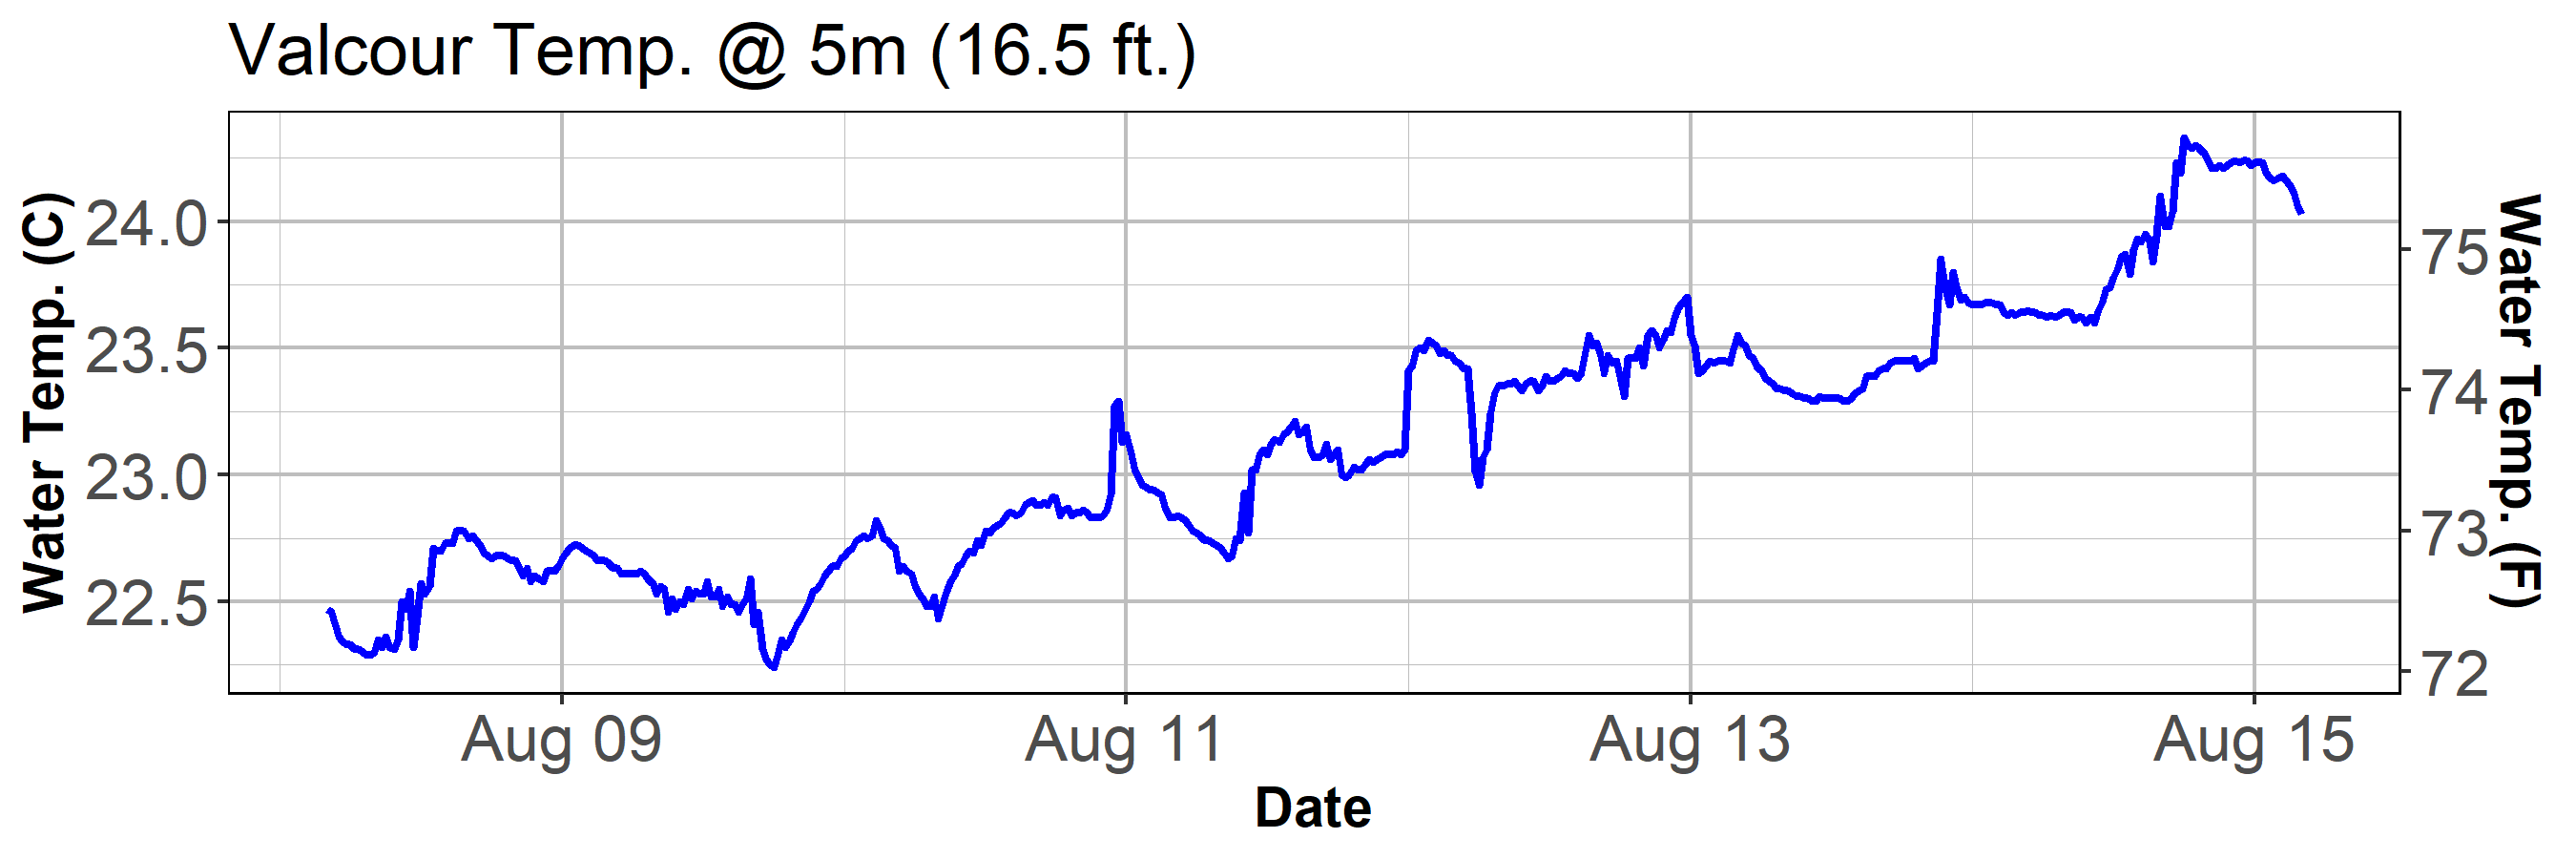 Valcour Temp. @ 5m (16.5 ft.)
Water Temp. (C)
24.0
23.5
23.0
22.5
Water Temp. (F)
75
74
73
72
Aug 09
Aug 11
Aug 13
Aug 15
Date